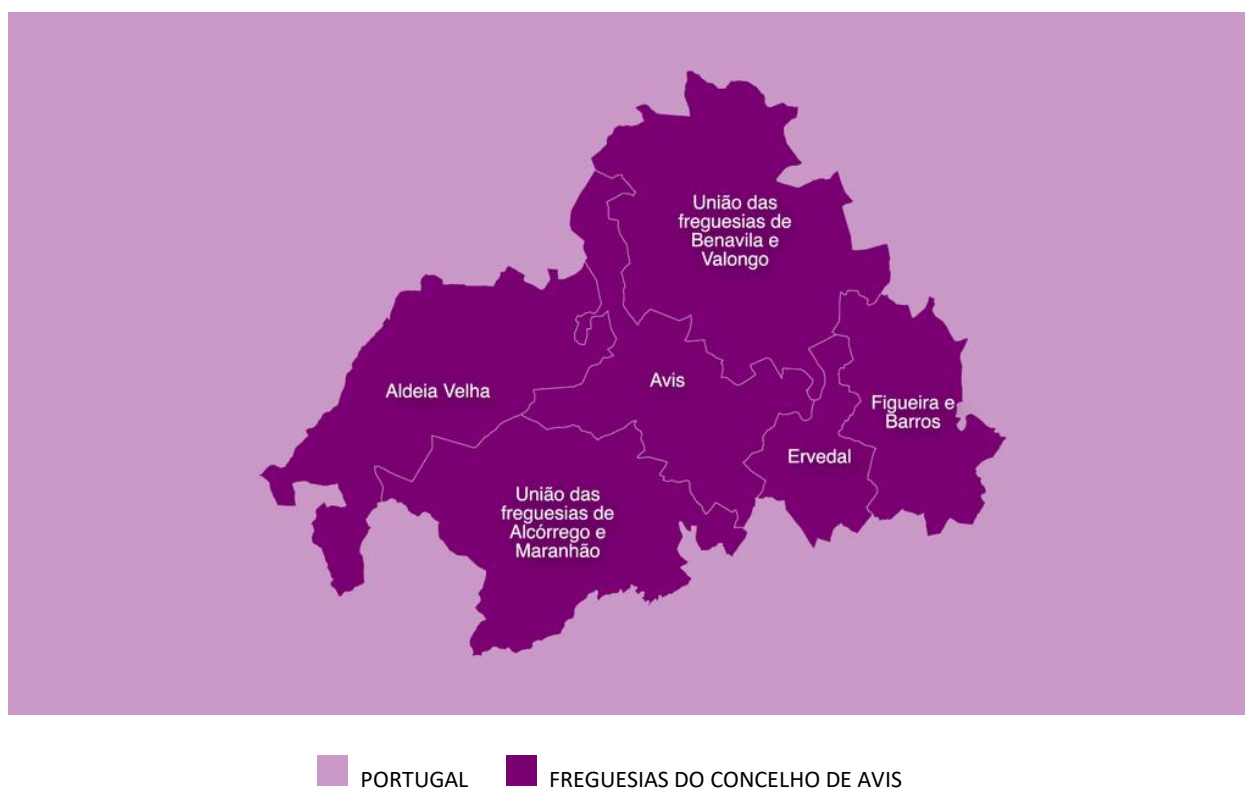 União das
freguesias de
Benavila e
Valongo
Aldeia Velha
Avis
Figueira e
Barros
Ervedal
União das
freguesias de
Alcórrego e
Maranhão
PORTUGAL
FREGUESIAS DO CONCELHO DE AVIS